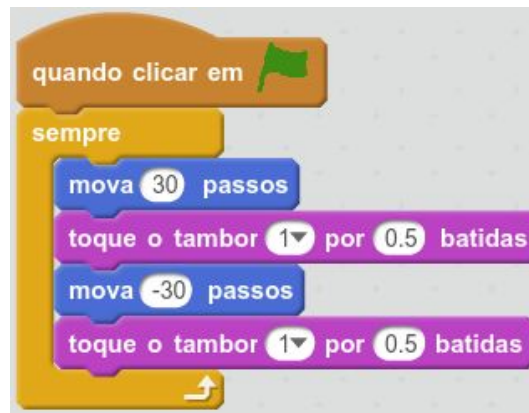 quando clicar em
sempre
mova 30 passos
toque o tambor 1 por 0.5 batidas
mova -30 passos
toque o tambor 1 por 0.5 batidas